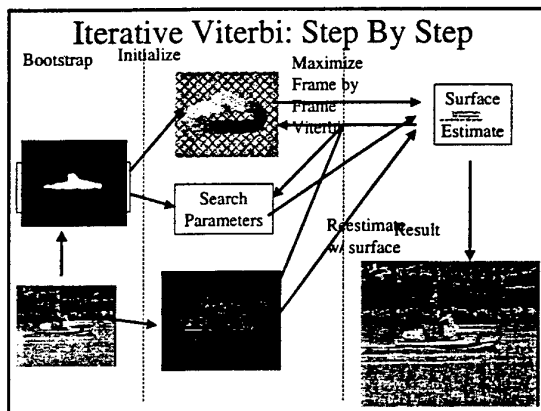 Iterative Viterbi: Step By Step
Bootstrap
Initialize
Maximize
Frame by
Frame
Viterbi
Surface
Estimate
Search
Parameters
Reestimate
w/ surface
Result